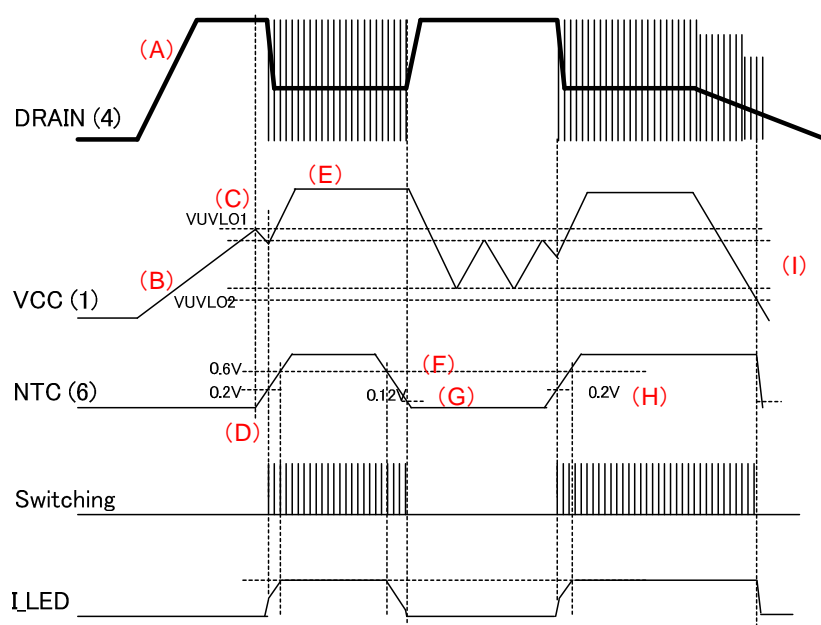 (A)
DRAIN (4)
(E)
(C)
VUVLO1
(I)
(B)
VCC (1)
VUVLO2
(F)
0.6V
NTC (6)
0.2V
0.12V
(G)
0.2V
(H)
(D)
Switching
I_LED